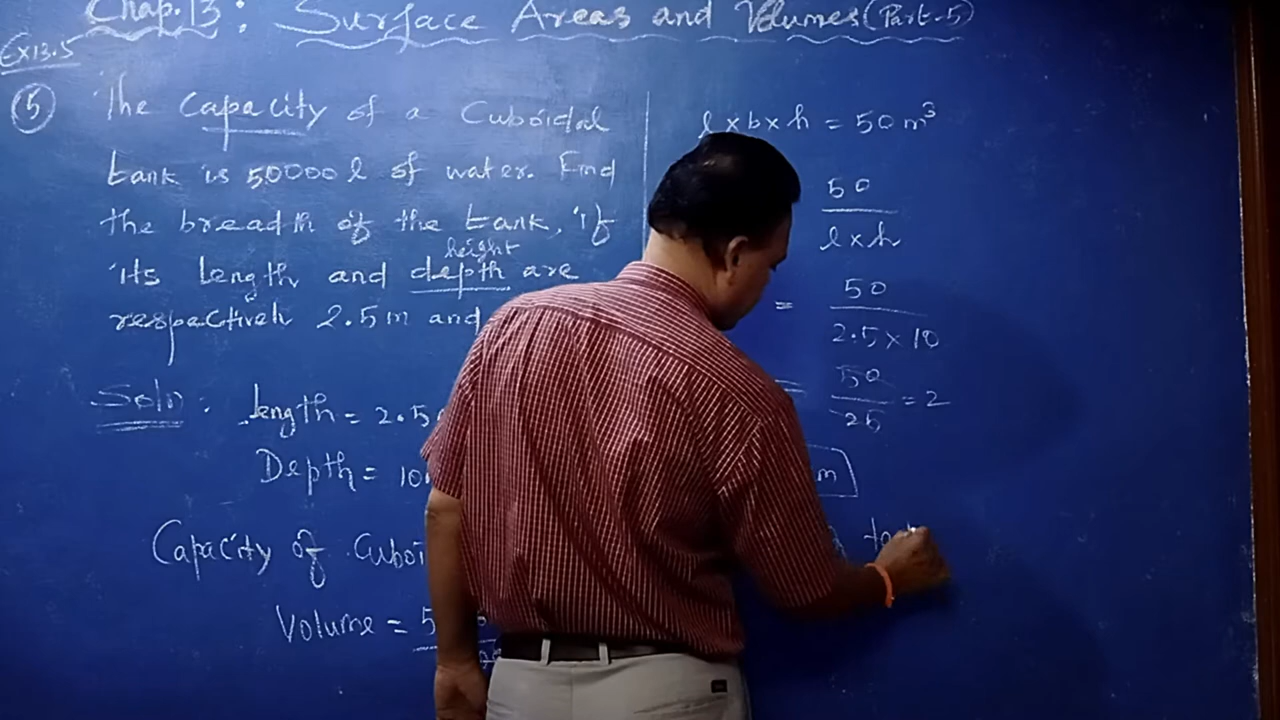 Chap.13: Surface Areas and Volumes (Part-5)
Ex 13.5
5 The Capacity of a Cuboidal
tank is 50000 l of water. Find
the breadth of the tank, if
height
its length and depth are
respectively 2.5m and
Soln: length = 2.5
Depth = 10
Capacity of Cuboi
Volume = 5
l x b x h = 50 m³
50
l x h
= 50
2.5 x 10
= 50
25 = 2
m